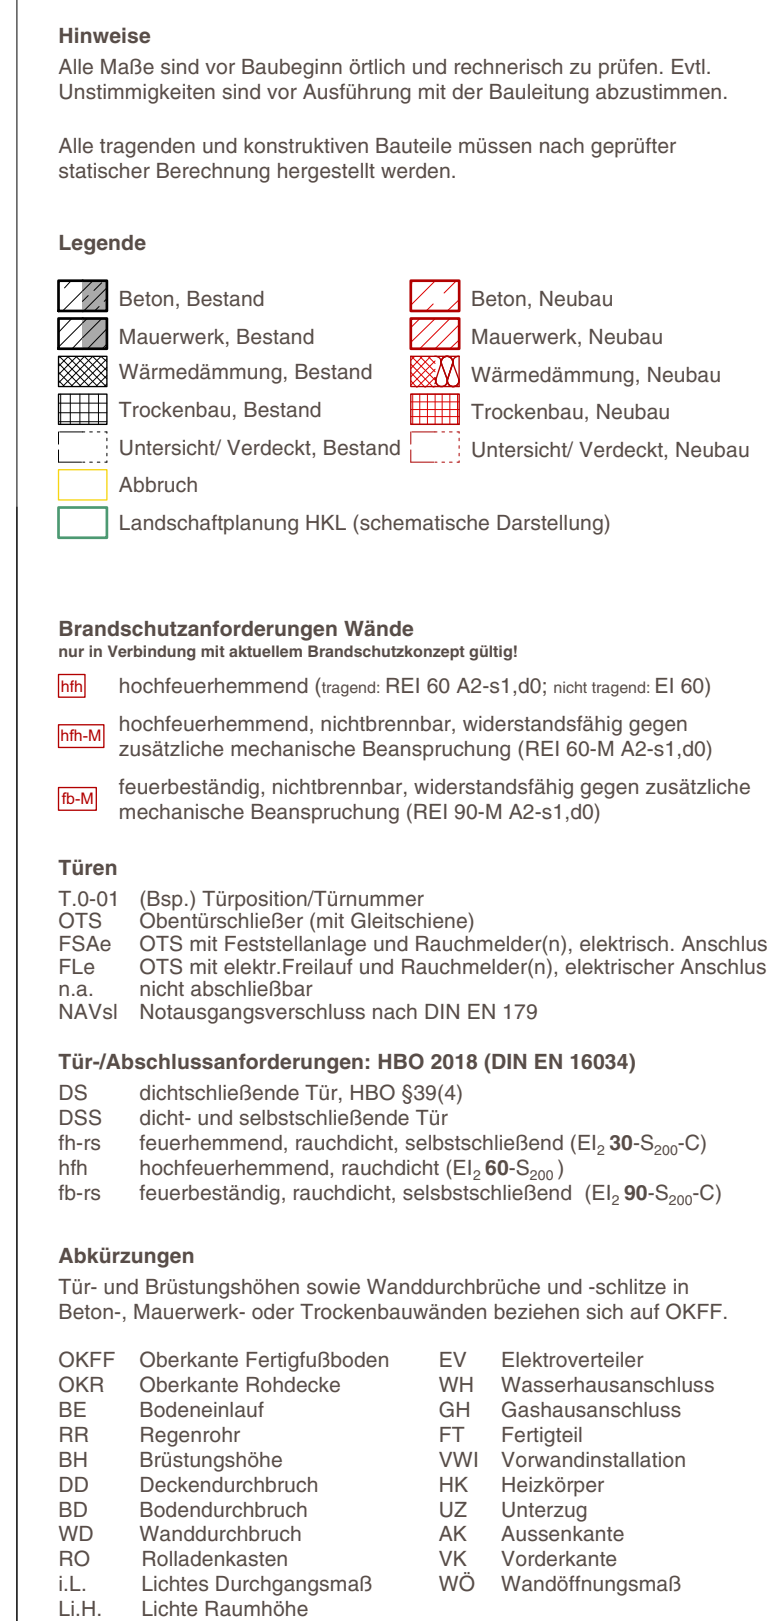 Hinweise
Alle Maße sind vor Baubeginn örtlich und rechnerisch zu prüfen. Evtl.
Unstimmigkeiten sind vor Ausführung mit der Bauleitung abzustimmen.
Alle tragenden und konstruktiven Bauteile müssen nach geprüfter
statischer Berechnung hergestellt werden.
Legende
Beton, Bestand Beton, Neubau
Mauerwerk, Bestand Mauerwerk, Neubau
Wärmedämmung, Bestand Wärmedämmung, Neubau
Trockenbau, Bestand Trockenbau, Neubau
Untersicht/ Verdeckt, Bestand Untersicht/ Verdeckt, Neubau
Abbruch
Landschaftplanung HKL (schematische Darstellung)
Brandschutzanforderungen Wände
nur in Verbindung mit aktuellem Brandschutzkonzept gültig!
hfh hochfeuerhemmend (tragend: REI 60 A2-s1,d0; nicht tragend: EI 60)
hfh-M hochfeuerhemmend, nichtbrennbar, widerstandsfähig gegen
zusätzliche mechanische Beanspruchung (REI 60-M A2-s1,d0)
fb-M feuerbeständig, nichtbrennbar, widerstandsfähig gegen zusätzliche
mechanische Beanspruchung (REI 90-M A2-s1,d0)
Türen
T.0-01 (Bsp.) Türposition/Türnummer
OTS Obentürschließer (mit Gleitschiene)
FSAe OTS mit Feststellanlage und Rauchmelder(n), elektrisch. Anschlus
FLe OTS mit elektr.Freilauf und Rauchmelder(n), elektrischer Anschlus
n.a. nicht abschließbar
NAVsl Notausgangsverschluss nach DIN EN 179
Tür-/Abschlussanforderungen: HBO 2018 (DIN EN 16034)
DS dichtschließende Tür, HBO §39(4)
DSS dicht- und selbstschließende Tür
fh-rs feuerhemmend, rauchdicht, selbstschließend (EI₂ 30-S₂₀₀-C)
hfh hochfeuerhemmend, rauchdicht (EI₂ 60-S₂₀₀ )
fb-rs feuerbeständig, rauchdicht, selsbstschließend (EI₂ 90-S₂₀₀-C)
Abkürzungen
Tür- und Brüstungshöhen sowie Wanddurchbrüche und -schlitze in
Beton-, Mauerwerk- oder Trockenbauwänden beziehen sich auf OKFF.
OKFF Oberkante Fertigfußboden EV Elektroverteiler
OKR Oberkante Rohdecke WH Wasserhausanschluss
BE Bodeneinlauf GH Gashausanschluss
RR Regenrohr FT Fertigteil
BH Brüstungshöhe VWI Vorwandinstallation
DD Deckendurchbruch HK Heizkörper
BD Bodendurchbruch UZ Unterzug
WD Wanddurchbruch AK Aussenkante
RO Rolladenkasten VK Vorderkante
i.L. Lichtes Durchgangsmaß WÖ Wandöffnungsmaß
Li.H. Lichte Raumhöhe